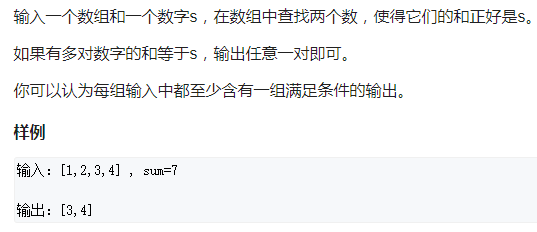 输入一个数组和一个数字s，在数组中查找两个数，使得它们的和正好是s。
如果有多对数字的和等于s，输出任意一对即可。
你可以认为每组输入中都至少含有一组满足条件的输出。
样例
输入：[1,2,3,4] , sum=7
输出：[3,4]